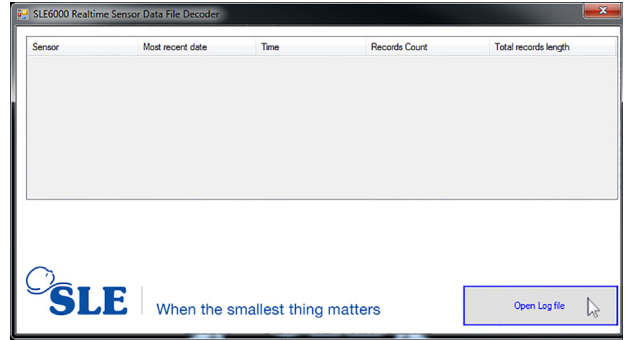 SLE6000 Realtime Sensor Data File Decoder
Sensor Most recent date Time Records Count Total records length
SLE When the smallest thing matters
Open Log file